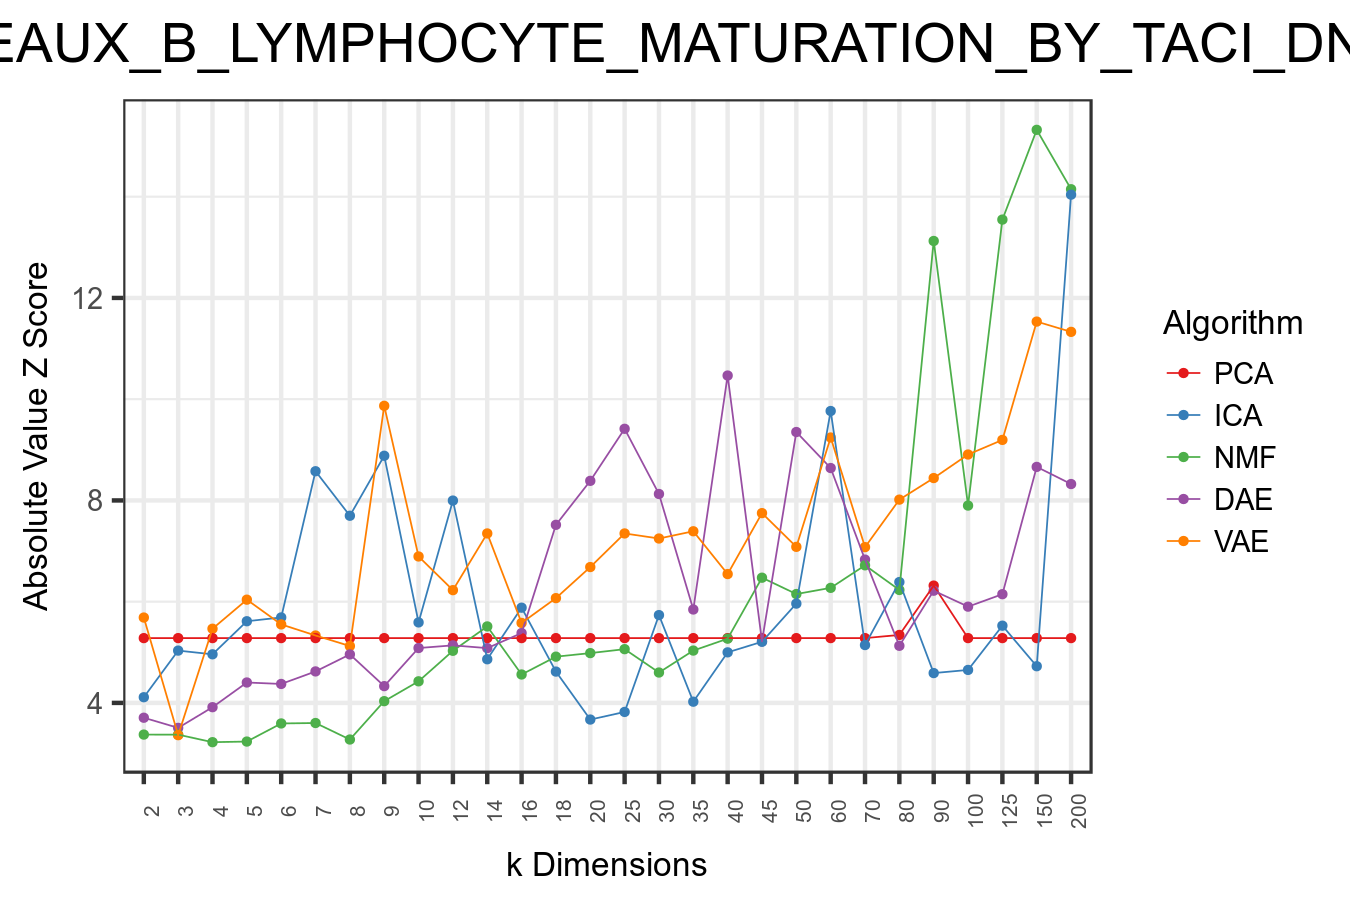 EAUX_B_LYMPHOCYTE_MATURATION_BY_TACI_DN
Absolute Value Z Score
12
8
4
2 3 4 5 6 7 8 9 10 12 14 16 18 20 25 30 35 40 45 50 60 70 80 90 100 125 150 200
k Dimensions
Algorithm
PCA
ICA
NMF
DAE
VAE